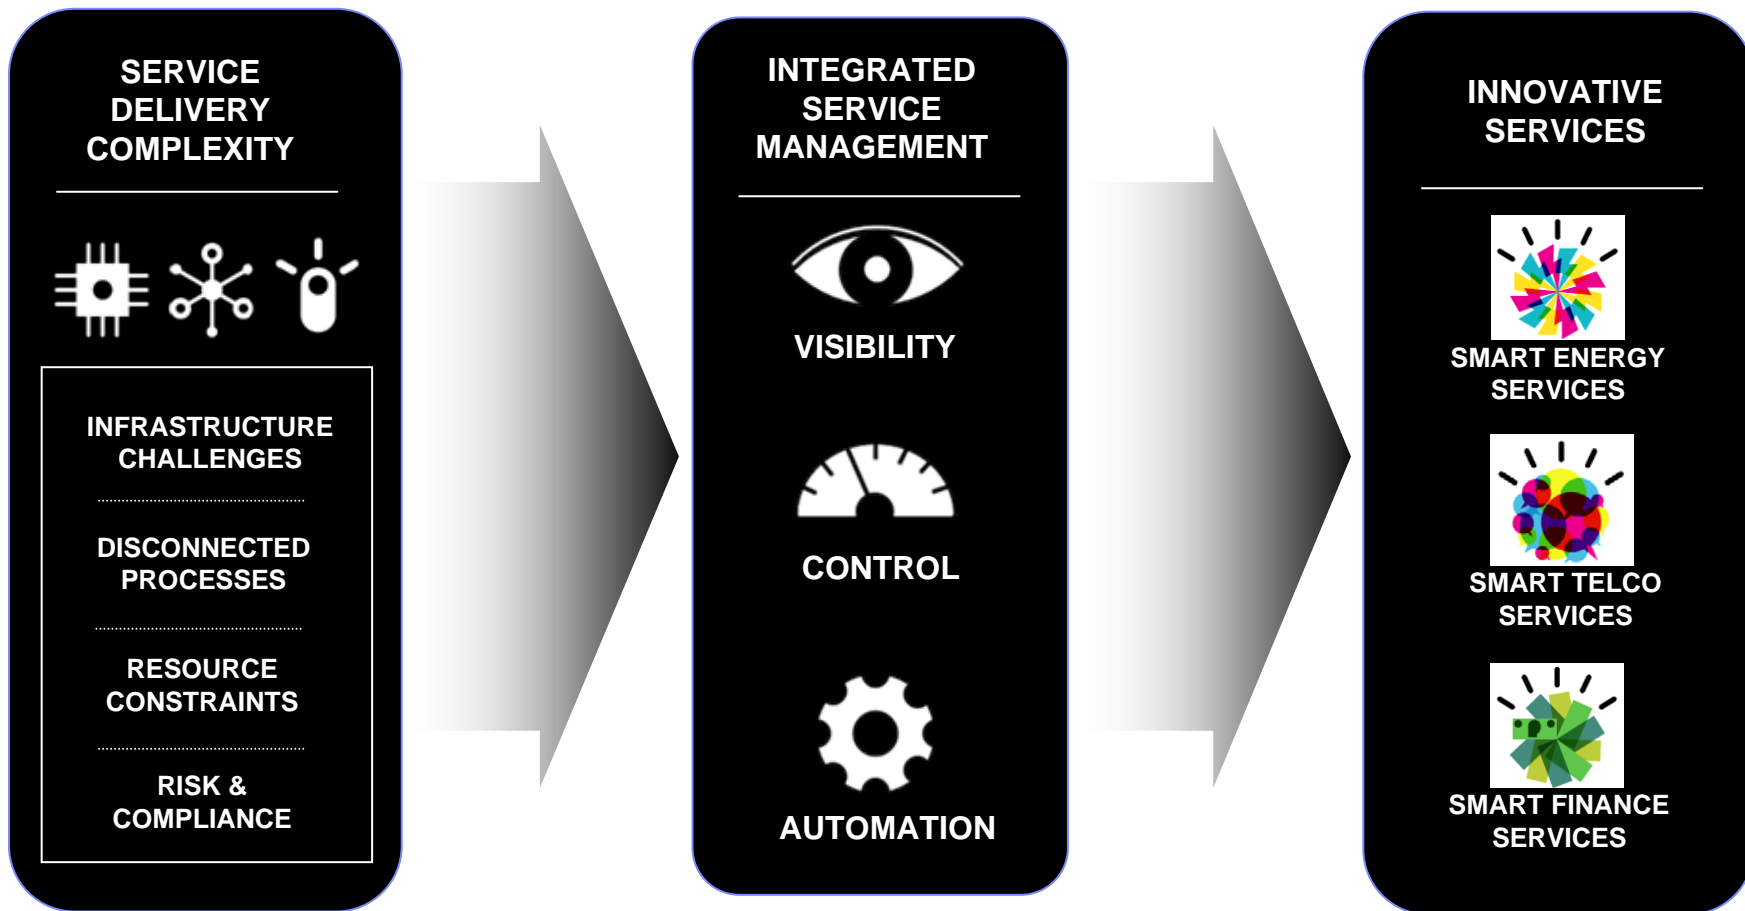 SERVICE
DELIVERY
COMPLEXITY
INFRASTRUCTURE
CHALLENGES
DISCONNECTED
PROCESSES
RESOURCE
CONSTRAINTS
RISK &
COMPLIANCE
INTEGRATED
SERVICE
MANAGEMENT
VISIBILITY
CONTROL
AUTOMATION
INNOVATIVE
SERVICES
SMART ENERGY
SERVICES
SMART TELCO
SERVICES
SMART FINANCE
SERVICES